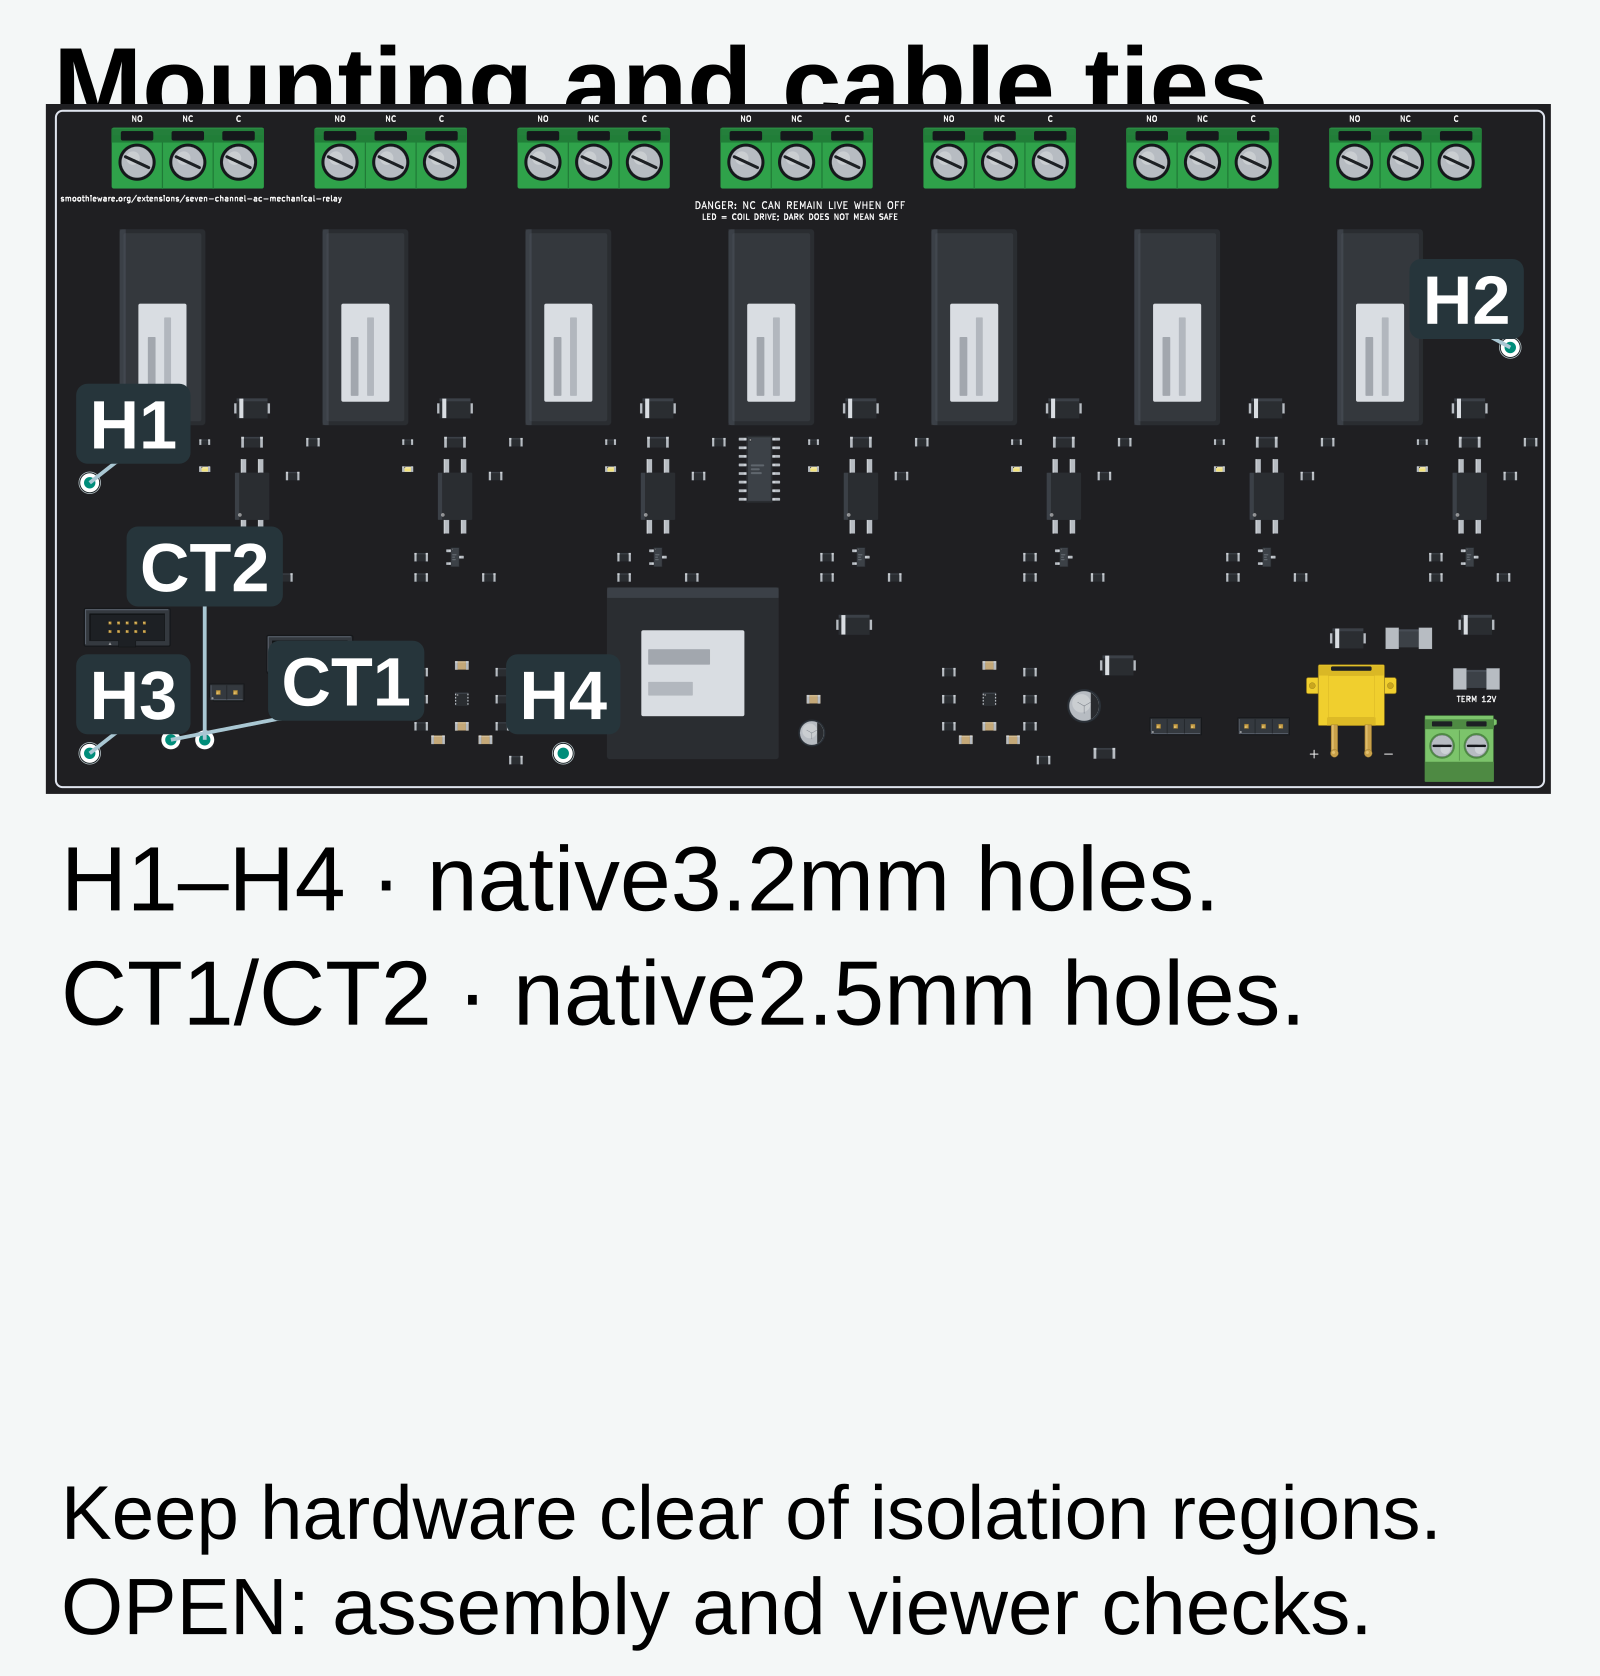 Mounting and cable ties
NO NC C NO NC C NO NC C NO NC C NO NC C NO NC C NO NC C
smoothieware.org/extensions/seven-channel-ac-mechanical-relay
DANGER: NC CAN REMAIN LIVE WHEN OFF
LED = COIL DRIVE; DARK DOES NOT MEAN SAFE
H2
H1
CT2
CT1
H3
H4
TERM 12V
+ −
H1–H4 · native3.2mm holes.
CT1/CT2 · native2.5mm holes.
Keep hardware clear of isolation regions.
OPEN: assembly and viewer checks.